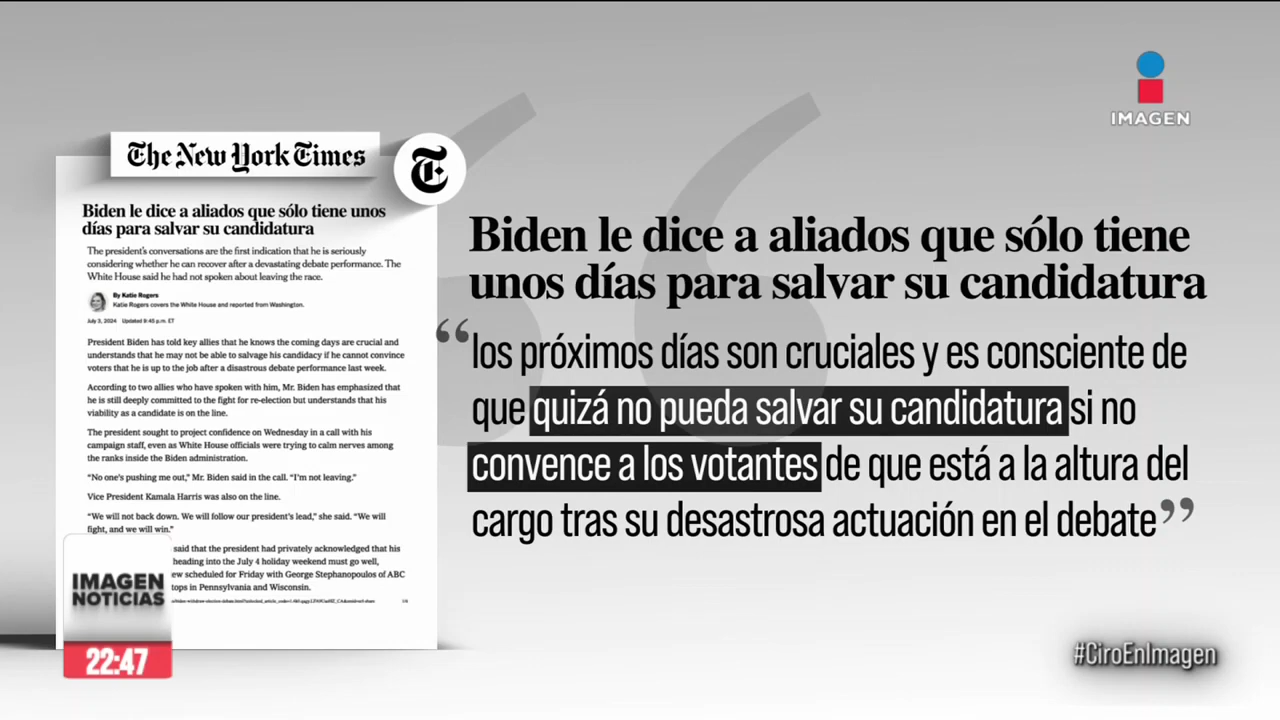 IMAGEN
The New York Times
Biden le dice a aliados que sólo tiene unos
días para salvar su candidatura
The president's conversations are the first indication that he is seriously
considering whether he can recover after a devastating debate performance. The
White House said he had not spoken about leaving the race.
By Katie Rogers
Katie Rogers covers the White House and reported from Washington.
July 3, 2024 Updated 9:45 p.m. ET
President Biden has told key allies that he knows the coming days are crucial and
understands that he may not be able to salvage his candidacy if he cannot convince
voters that he is up to the job after a disastrous debate performance last week.
According to two allies who have spoken with him, Mr. Biden has emphasized that
he is still deeply committed to the fight for re-election but understands that his
viability as a candidate is on the line.
The president sought to project confidence on Wednesday in a call with his
campaign staff, even as White House officials were trying to calm nerves among
the ranks inside the Biden administration.
“No one's pushing me out,” Mr. Biden said in the call. “I'm not leaving.”
Vice President Kamala Harris was also on the line.
“We will not back down. We will follow our president's lead,” she said. “We will
fight, and we will win.”
said that the president had privately acknowledged that his
heading into the July 4 holiday weekend must go well,
ew scheduled for Friday with George Stephanopoulos of ABC
tops in Pennsylvania and Wisconsin.
Biden le dice a aliados que sólo tiene
unos días para salvar su candidatura
“los próximos días son cruciales y es consciente de
que quizá no pueda salvar su candidatura si no
convence a los votantes de que está a la altura del
cargo tras su desastrosa actuación en el debate”
IMAGEN
NOTICIAS
22:47
#CiroEnImagen